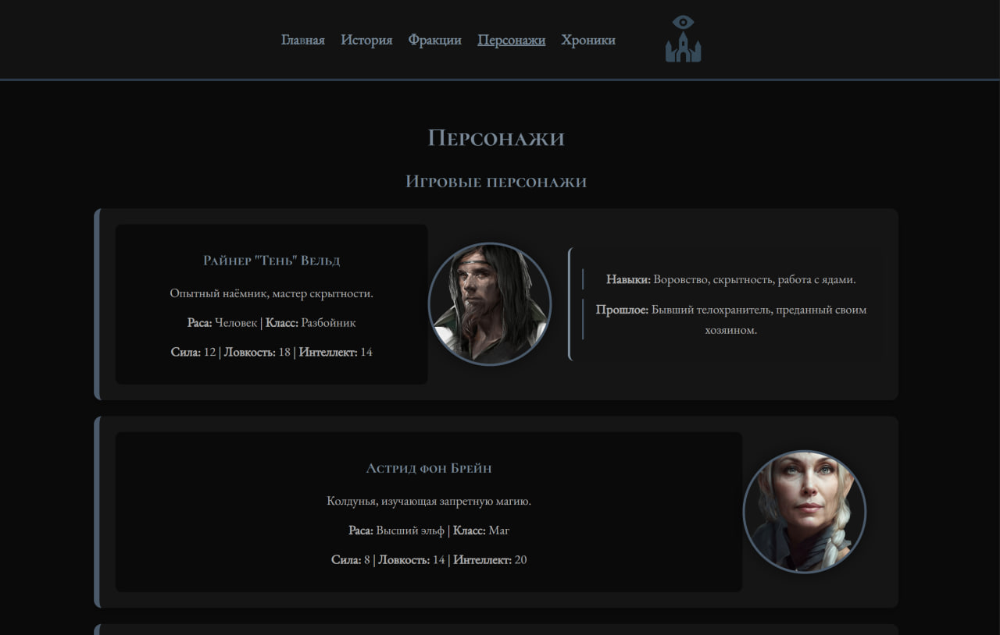 Главная История Фракции Персонажи Хроники
Персонажи
Игровые персонажи
Райнер "Тень" Вельд
Опытный наёмник, мастер скрытности.
Раса: Человек | Класс: Разбойник
Сила: 12 | Ловкость: 18 | Интеллект: 14
Навыки: Воровство, скрытность, работа с ядами.
Прошлое: Бывший телохранитель, преданный своим
хозяином.
Астрид фон Брейн
Колдунья, изучающая запретную магию.
Раса: Высший эльф | Класс: Маг
Сила: 8 | Ловкость: 14 | Интеллект: 20